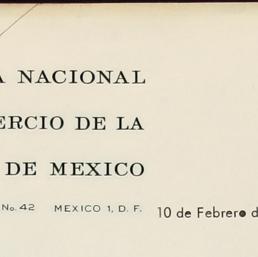 A NACIONAL
ERCIO DE LA
DE MEXICO
No. 42 MEXICO 1, D. F. 10 de Febrero d